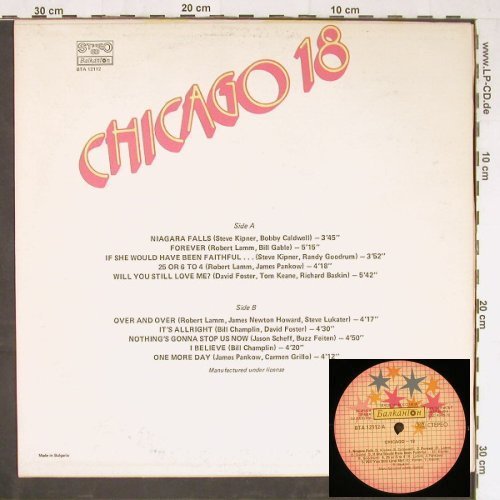 30 cm
20 cm
10 cm
www.LP-CD.de
10 cm
20 cm
30 cm
STEREO
Balkanton
BTA 12112
CHICAGO 18
Side A
NIAGARA FALLS (Steve Kipner, Bobby Caldwell) – 3'45"
FOREVER (Robert Lamm, Bill Gable) – 5'15"
IF SHE WOULD HAVE BEEN FAITHFUL . . . (Steve Kipner, Randy Goodrum) – 3'52"
25 OR 6 TO 4 (Robert Lamm, James Pankow) – 4'18"
WILL YOU STILL LOVE ME? (David Foster, Tom Keane, Richard Baskin) – 5'42"
Side B
OVER AND OVER (Robert Lamm, James Newton Howard, Steve Lukater) – 4'17"
IT'S ALLRIGHT (Bill Champlin, David Foster) – 4'30"
NOTHING'S GONNA STOP US NOW (Jason Scheff, Buzz Feiten) – 4'50"
I BELIEVE (Bill Champlin) – 4'20"
ONE MORE DAY (James Pankow, Carmen Grillo) – 4'12"
Manufactured under license
Made in Bulgaria
Балкантон
BTA 12112-A
СТЕРЕО
CHICAGO - 18